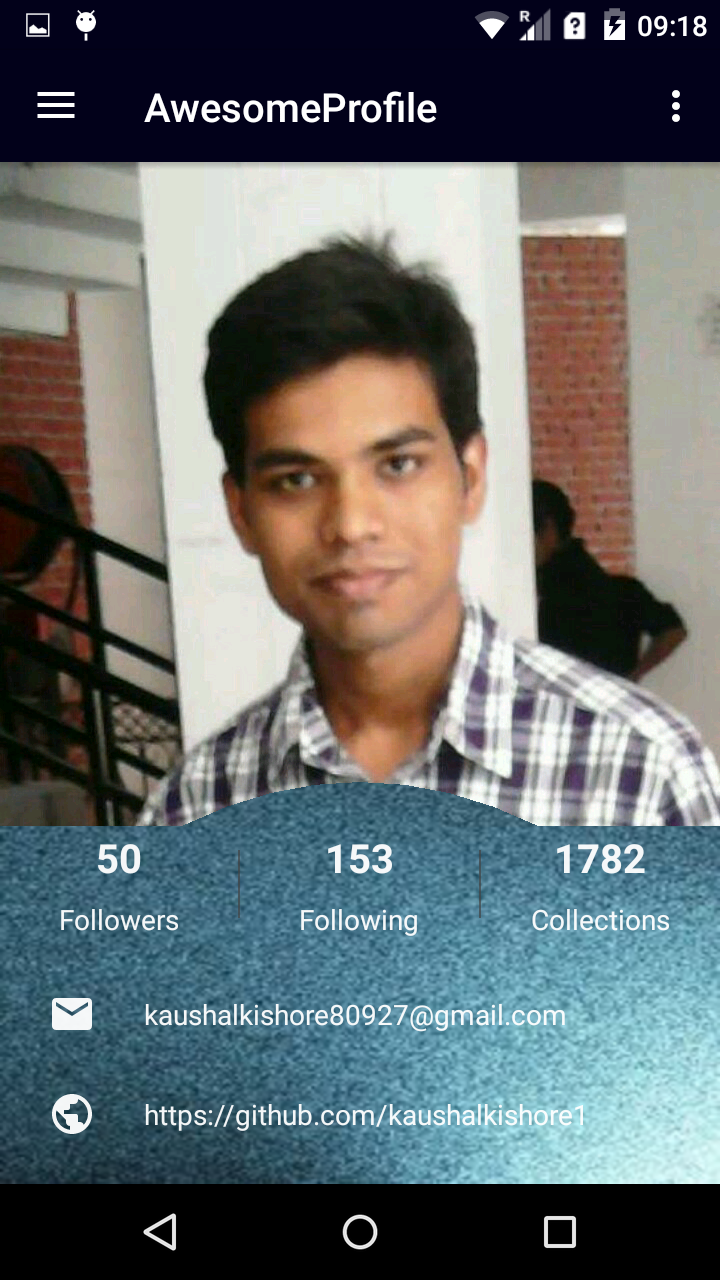 R 09:18
AwesomeProfile
50 153 1782
Followers Following Collections
kaushalkishore80927@gmail.com
https://github.com/kaushalkishore1